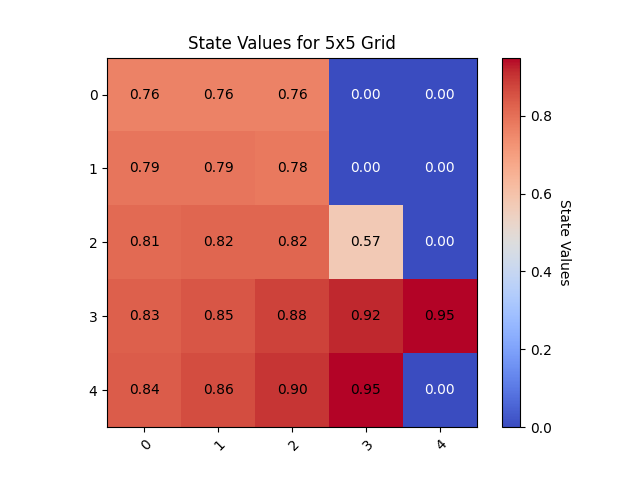 State Values for 5x5 Grid
0 0.76 0.76 0.76 0.00 0.00
1 0.79 0.79 0.78 0.00 0.00
2 0.81 0.82 0.82 0.57 0.00
3 0.83 0.85 0.88 0.92 0.95
4 0.84 0.86 0.90 0.95 0.00
0 1 2 3 4
0.8
0.6
0.4
0.2
0.0
State Values